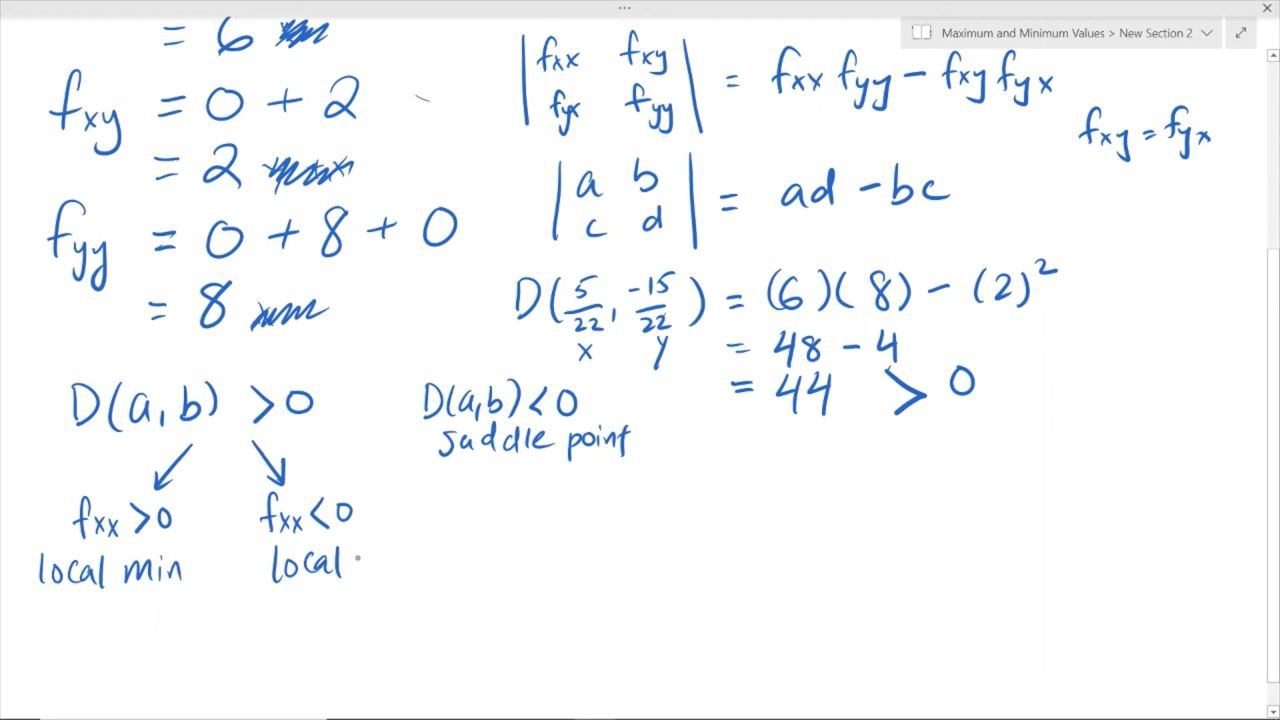 Maximum and Minimum Values > New Section 2
= 6
fxy = 0 + 2
= 2
fyy = 0 + 8 + 0
= 8
D(a, b) > 0
fxx > 0
local min
fxx < 0
local
D(a,b) < 0
saddle point
| fxx fxy | = fxx fyy - fxy fyx
| fyx fyy |
fxy = fyx
| a b | = ad - bc
| c d |
D(5/22, -15/22) = (6)(8) - (2)²
x y = 48 - 4
= 44 > 0